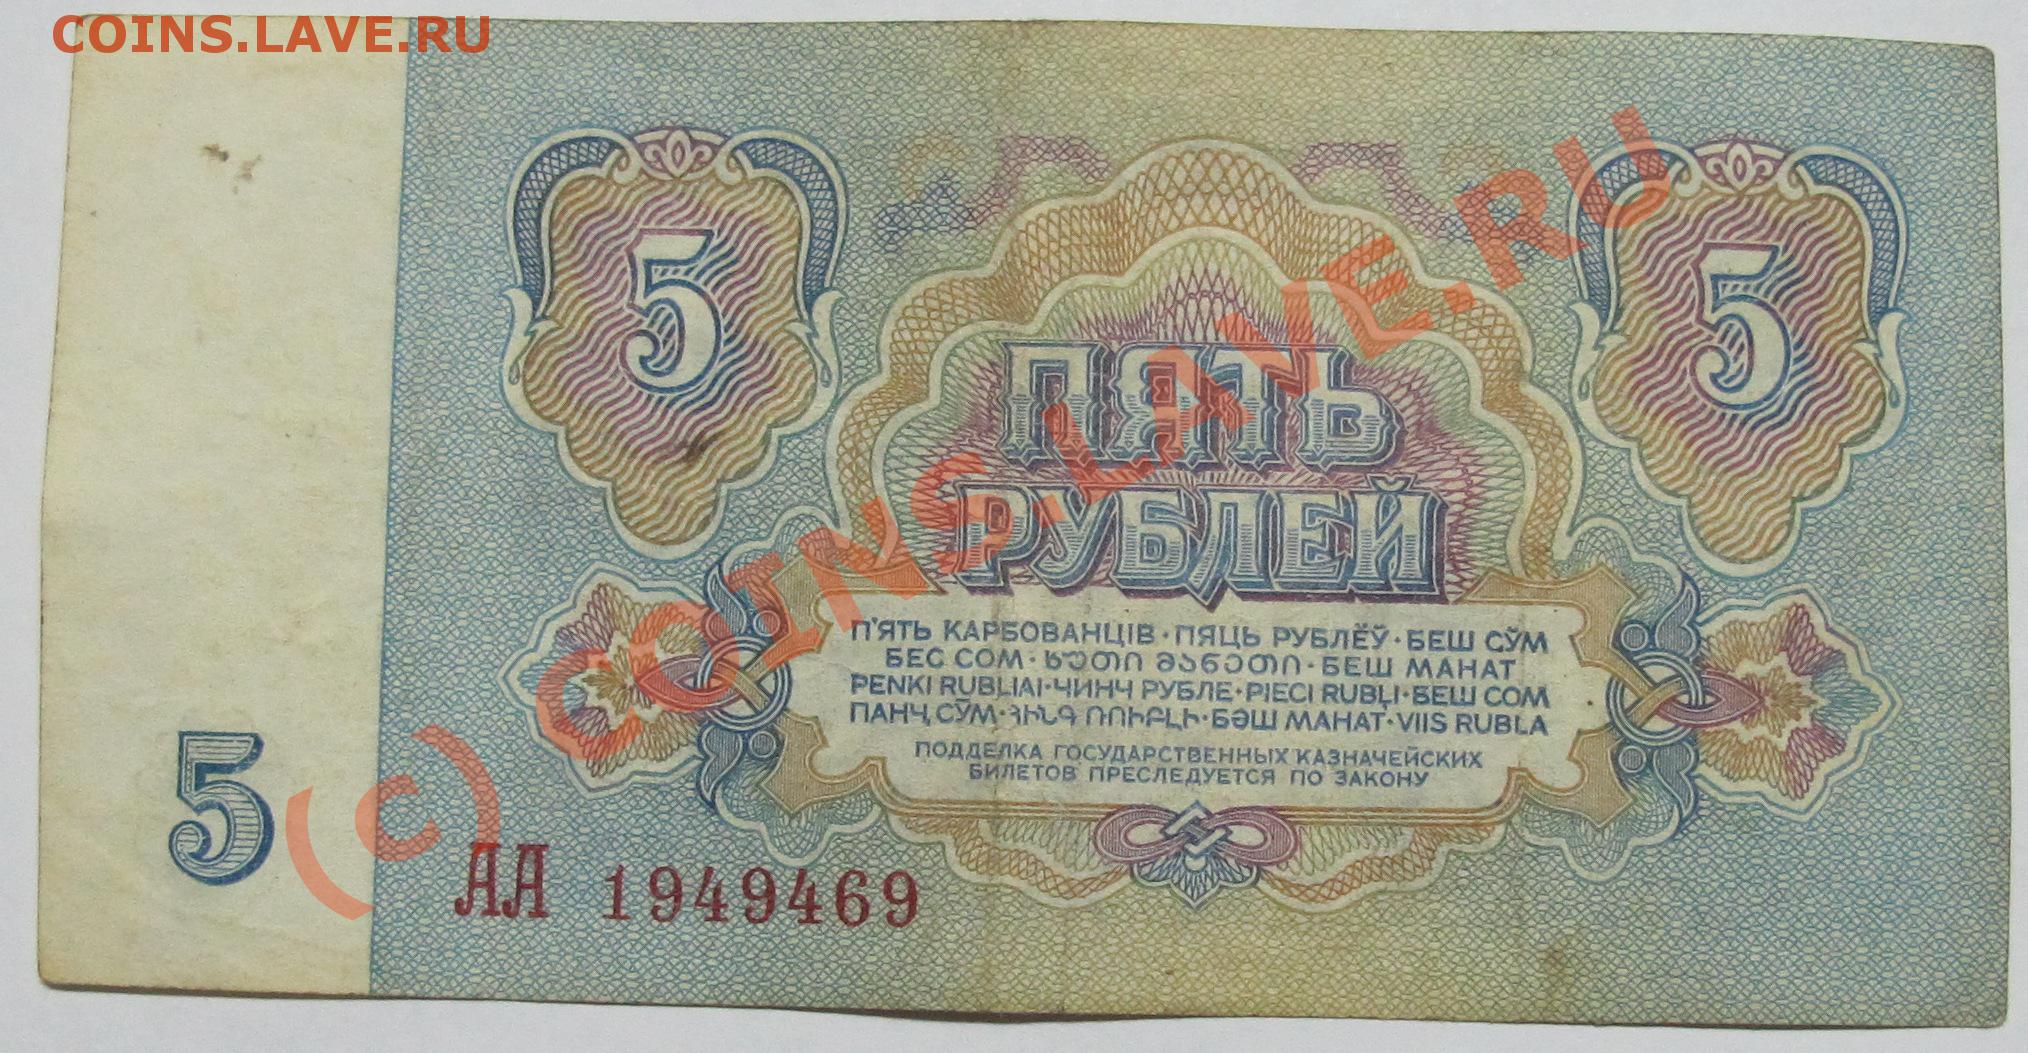 COINS.LAVE.RU
5
5
ПЯТЬ
РУБЛЕЙ
П'ЯТЬ КАРБОВАНЦІВ · ПЯЦЬ РУБЛЁЎ · БЕШ СЎМ
БЕС СОМ · ხუთი მანეთი · БЕШ МАНАТ
PENKI RUBLIAI · ЧИНЧ РУБЛЕ · PIECI RUBĻI · БЕШ СОМ
ПАНҶ СӮМ · ՀԻՆԳ ՌՈՒԲԼԻ · БӘШ МАНАТ · VIIS RUBLA
ПОДДЕЛКА ГОСУДАРСТВЕННЫХ КАЗНАЧЕЙСКИХ
БИЛЕТОВ ПРЕСЛЕДУЕТСЯ ПО ЗАКОНУ
5
АА 1949469
(c) COINS.LAVE.RU